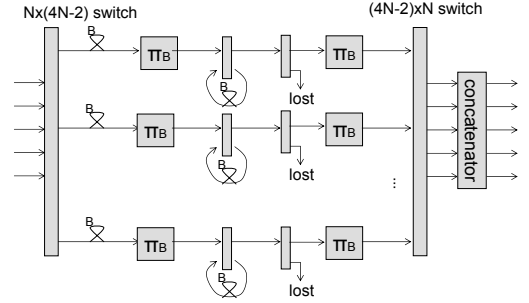 Nx(4N-2) switch
(4N-2)xN switch
B
πB
B
lost
πB
B
πB
B
lost
πB
...
concatenator
B
πB
B
lost
πB